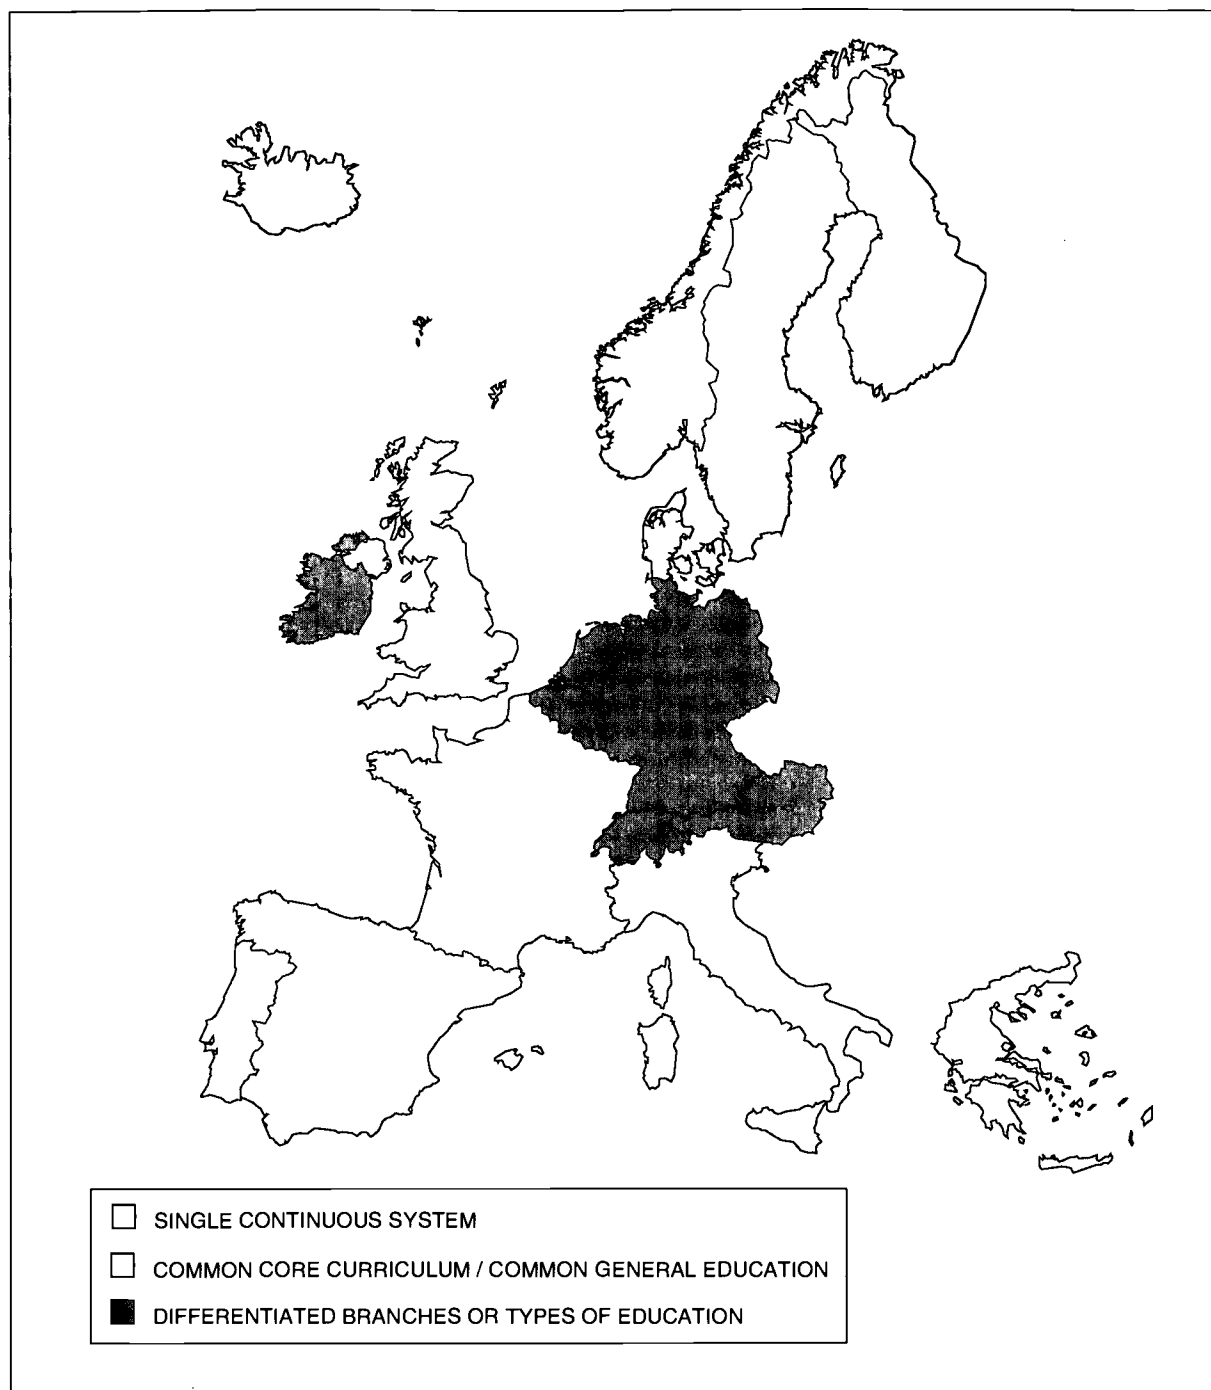 SINGLE CONTINUOUS SYSTEM
COMMON CORE CURRICULUM / COMMON GENERAL EDUCATION
DIFFERENTIATED BRANCHES OR TYPES OF EDUCATION